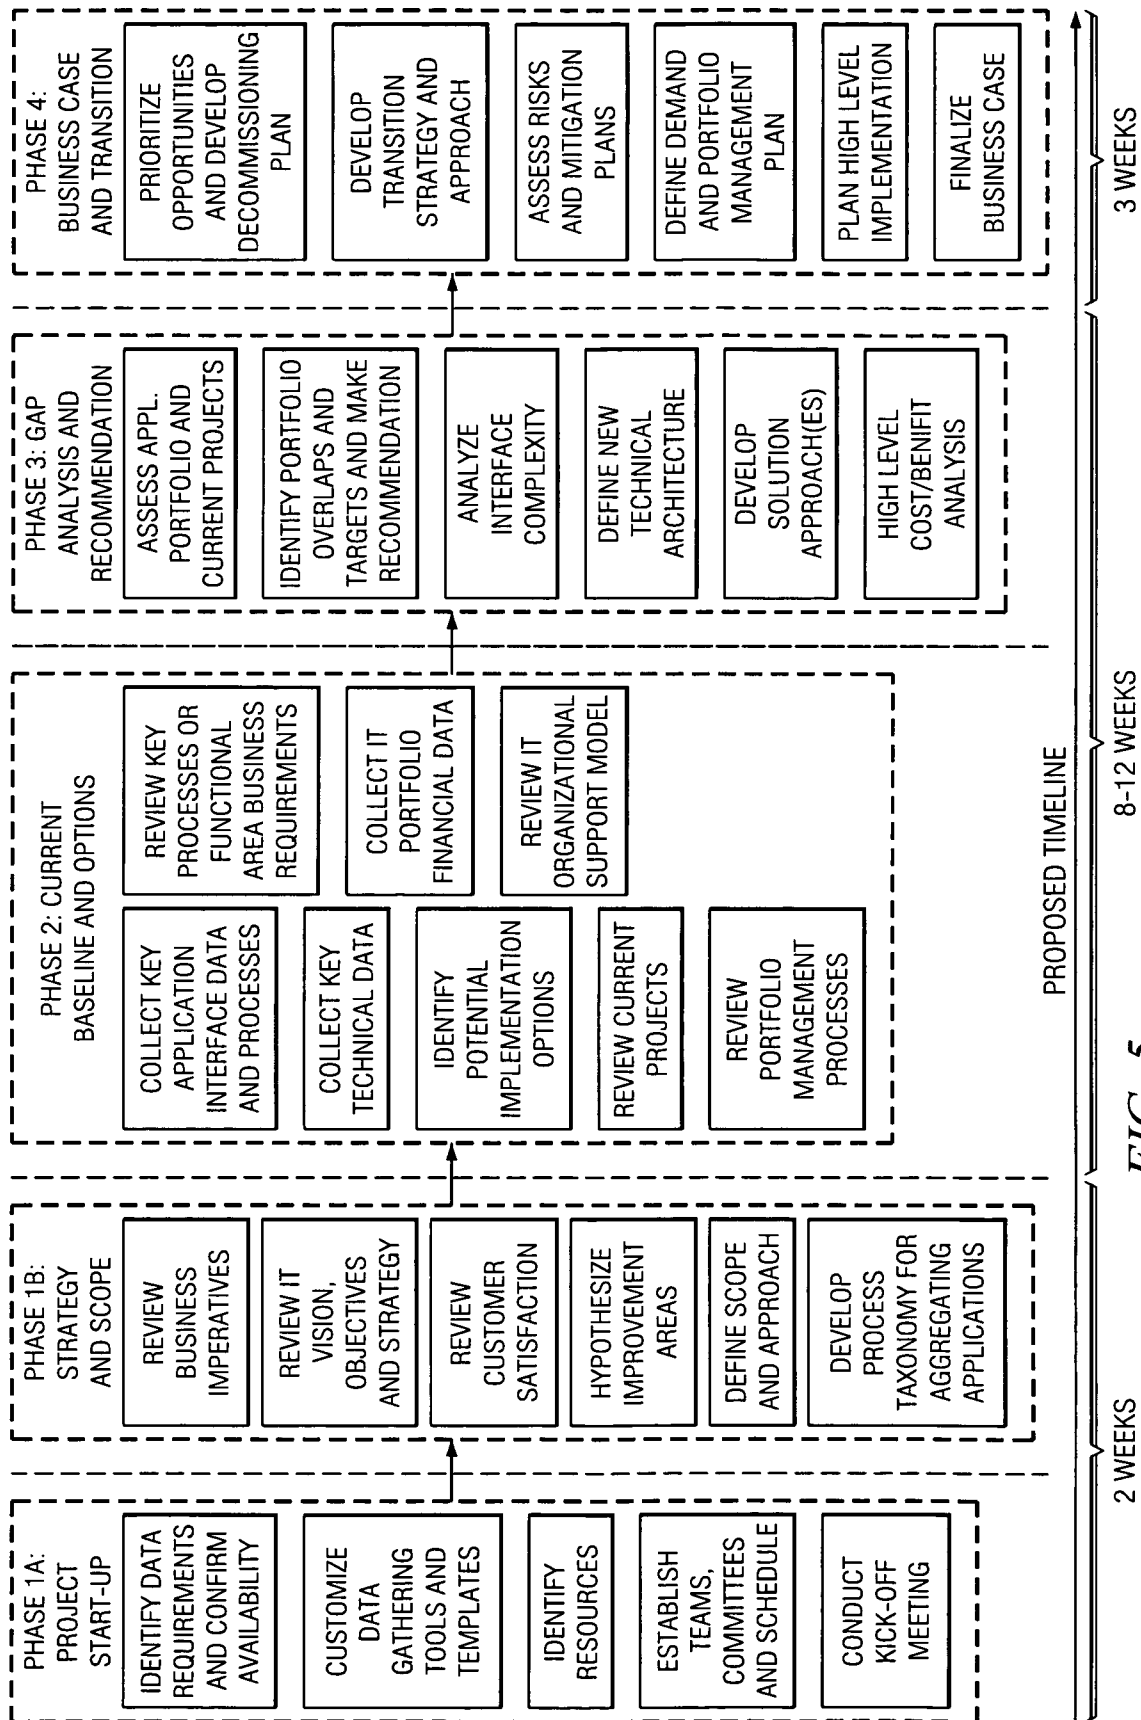 PHASE 1A:
PROJECT
START-UP
IDENTIFY DATA
REQUIREMENTS
AND CONFIRM
AVAILABILITY
CUSTOMIZE
DATA
GATHERING
TOOLS AND
TEMPLATES
IDENTIFY
RESOURCES
ESTABLISH
TEAMS,
COMMITTEES
AND SCHEDULE
CONDUCT
KICK-OFF
MEETING
PHASE 1B:
STRATEGY
AND SCOPE
REVIEW
BUSINESS
IMPERATIVES
REVIEW IT
VISION,
OBJECTIVES
AND STRATEGY
REVIEW
CUSTOMER
SATISFACTION
HYPOTHESIZE
IMPROVEMENT
AREAS
DEFINE SCOPE
AND APPROACH
DEVELOP
PROCESS
TAXONOMY FOR
AGGREGATING
APPLICATIONS
PHASE 2: CURRENT
BASELINE AND OPTIONS
COLLECT KEY
APPLICATION
INTERFACE DATA
AND PROCESSES
COLLECT KEY
TECHNICAL DATA
IDENTIFY
POTENTIAL
IMPLEMENTATION
OPTIONS
REVIEW CURRENT
PROJECTS
REVIEW
PORTFOLIO
MANAGEMENT
PROCESSES
REVIEW KEY
PROCESSES OR
FUNCTIONAL
AREA BUSINESS
REQUIREMENTS
COLLECT IT
PORTFOLIO
FINANCIAL DATA
REVIEW IT
ORGANIZATIONAL
SUPPORT MODEL
PHASE 3: GAP
ANALYSIS AND
RECOMMENDATION
ASSESS APPL.
PORTFOLIO AND
CURRENT PROJECTS
IDENTIFY PORTFOLIO
OVERLAPS AND
TARGETS AND MAKE
RECOMMENDATION
ANALYZE
INTERFACE
COMPLEXITY
DEFINE NEW
TECHNICAL
ARCHITECTURE
DEVELOP
SOLUTION
APPROACH(ES)
HIGH LEVEL
COST/BENIFIT
ANALYSIS
PHASE 4:
BUSINESS CASE
AND TRANSITION
PRIORITIZE
OPPORTUNITIES
AND DEVELOP
DECOMMISSIONING
PLAN
DEVELOP
TRANSITION
STRATEGY AND
APPROACH
ASSESS RISKS
AND MITIGATION
PLANS
DEFINE DEMAND
AND PORTFOLIO
MANAGEMENT
PLAN
PLAN HIGH LEVEL
IMPLEMENTATION
FINALIZE
BUSINESS CASE
PROPOSED TIMELINE
2 WEEKS
8-12 WEEKS
3 WEEKS
FIG. 5